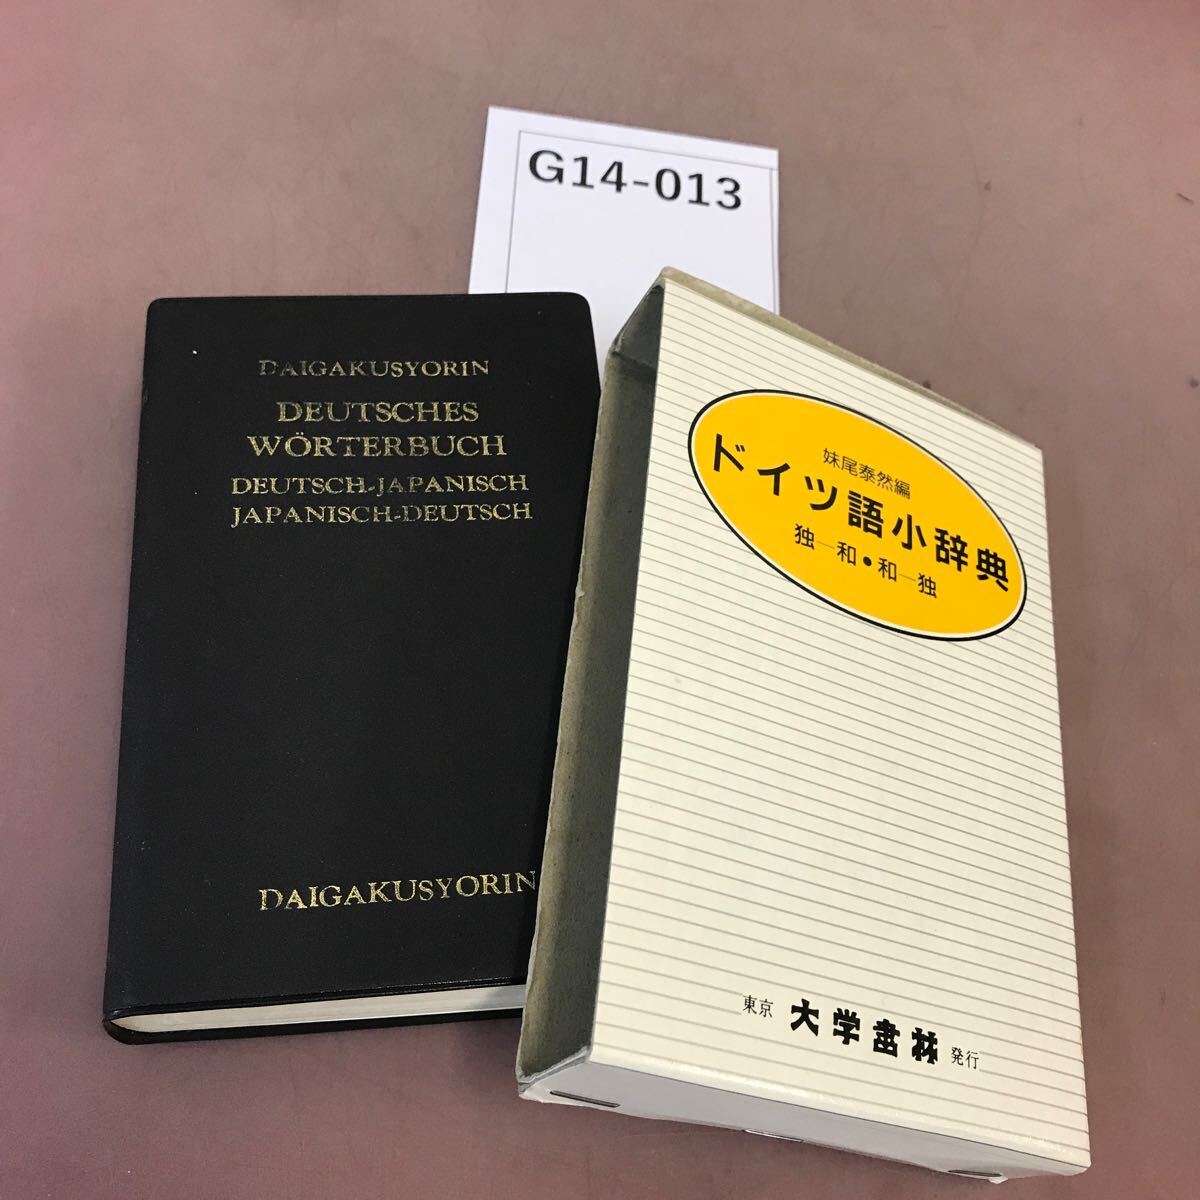 G14-013
DAIGAKUSYORIN
DEUTSCHES
WÖRTERBUCH
DEUTSCH-JAPANISCH
JAPANISCH-DEUTSCH
DAIGAKUSYORIN
妹尾泰然編
ドイツ語小辞典
独―和・和―独
東京 大学書林 発行